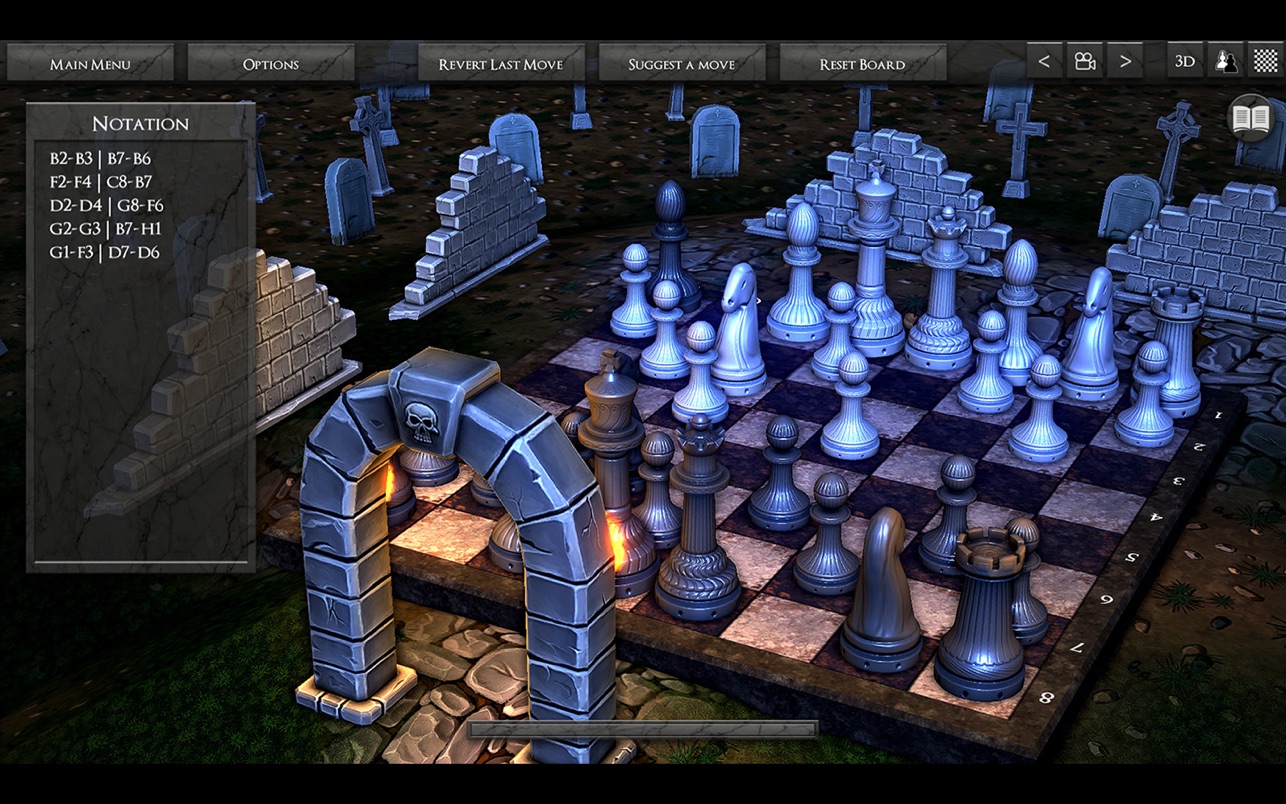 MAIN MENU
OPTIONS
REVERT LAST MOVE
SUGGEST A MOVE
RESET BOARD
<
>
3D
NOTATION
B2-B3 | B7-B6
F2-F4 | C8-B7
D2-D4 | G8-F6
G2-G3 | B7-H1
G1-F3 | D7-D6
1
2
3
4
5
6
7
8